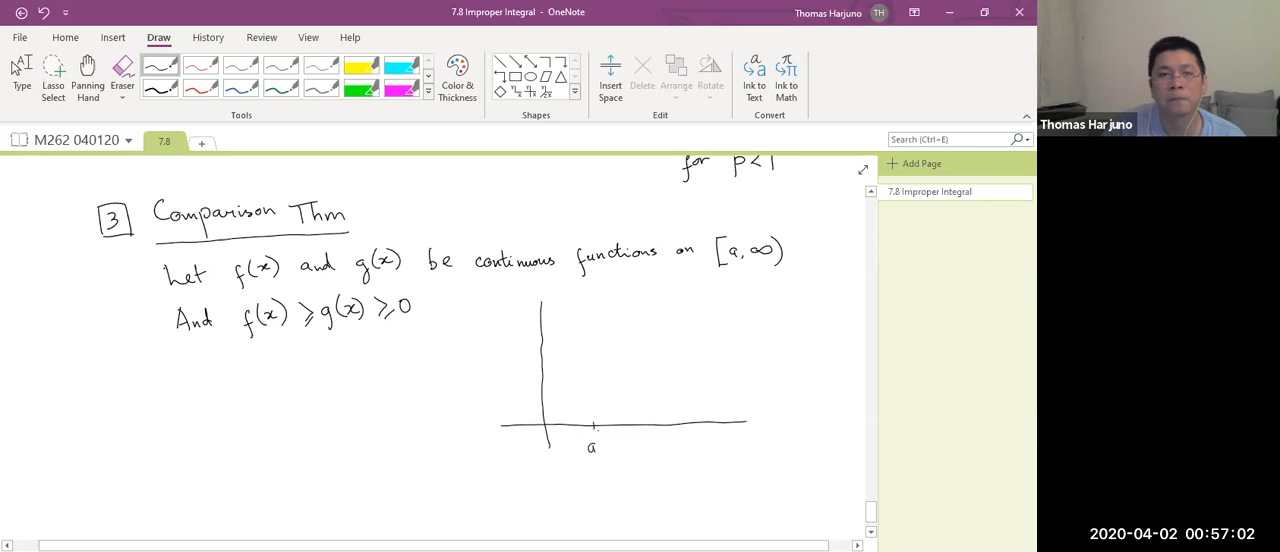 7.8 Improper Integral - OneNote
Thomas Harjuno TH
File Home Insert Draw History Review View Help
Type Lasso Select Panning Hand Eraser Color & Thickness Insert Space Delete Arrange Rotate Ink to Text Ink to Math
Tools Shapes Edit Convert
M262 040120 7.8 Search (Ctrl+E)
Add Page
7.8 Improper Integral
for p < 1
3 Comparison Thm
Let f(x) and g(x) be continuous functions on [a, ∞)
And f(x) ⩾ g(x) ⩾ 0
a
Thomas Harjuno
2020-04-02 00:57:02